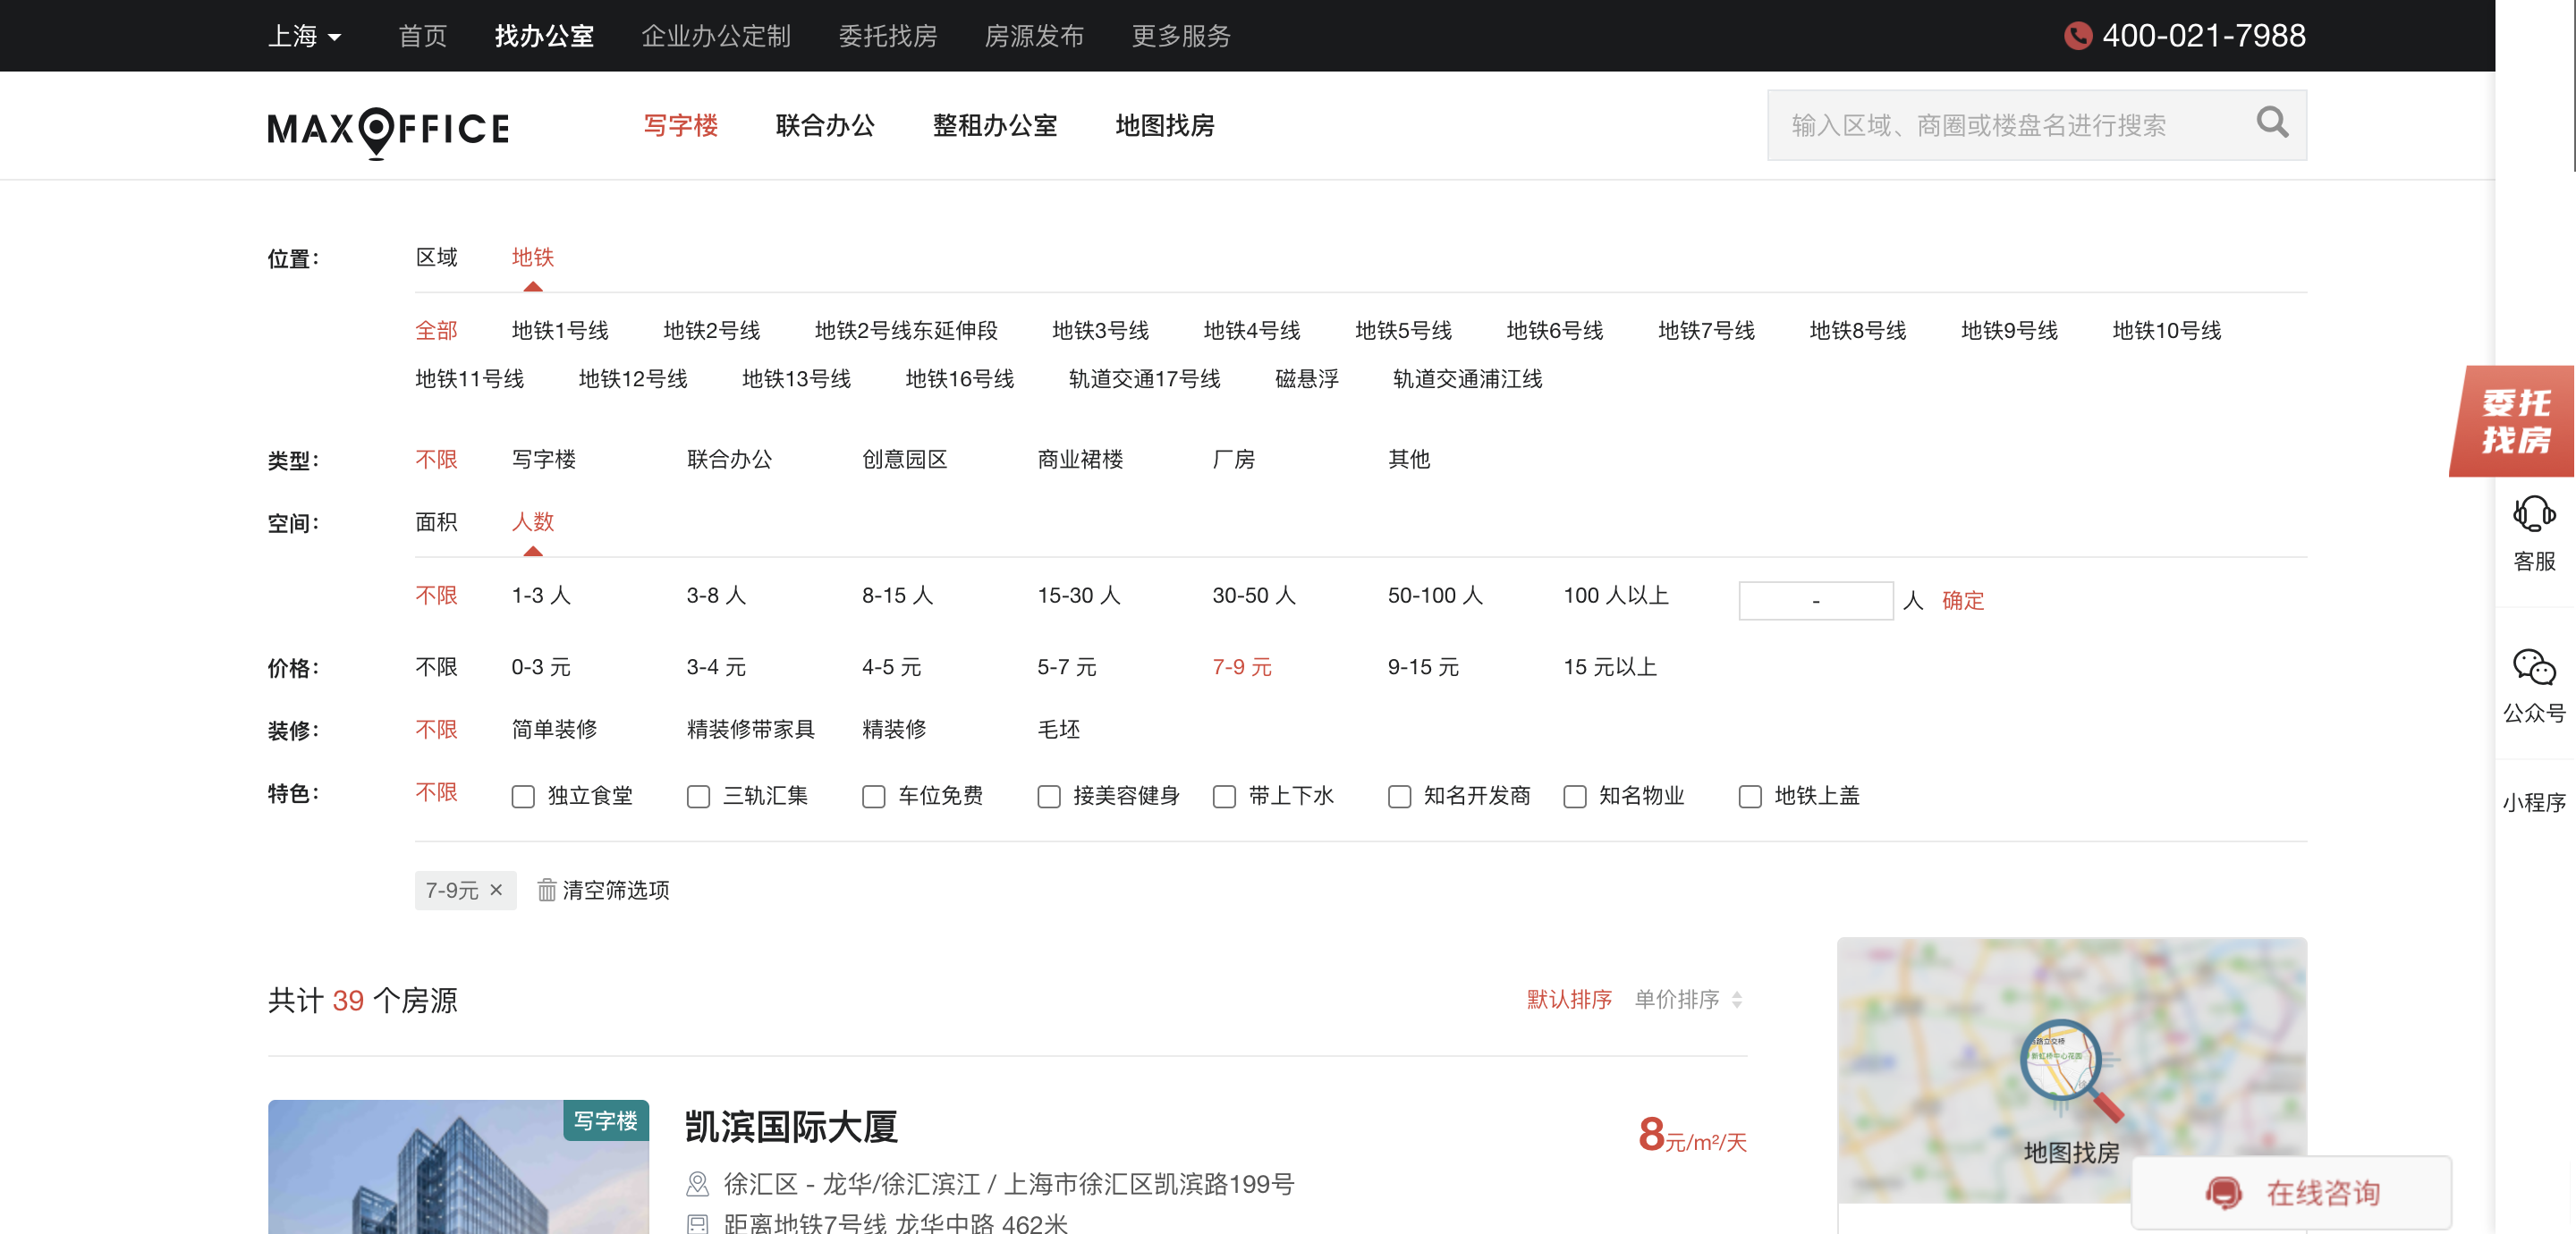 上海 首页 找办公室 企业办公定制 委托找房 房源发布 更多服务 400-021-7988
MAXOFFICE 写字楼 联合办公 整租办公室 地图找房 输入区域、商圈或楼盘名进行搜索
位置： 区域 地铁
全部 地铁1号线 地铁2号线 地铁2号线东延伸段 地铁3号线 地铁4号线 地铁5号线 地铁6号线 地铁7号线 地铁8号线 地铁9号线 地铁10号线
地铁11号线 地铁12号线 地铁13号线 地铁16号线 轨道交通17号线 磁悬浮 轨道交通浦江线
类型： 不限 写字楼 联合办公 创意园区 商业裙楼 厂房 其他
空间： 面积 人数
不限 1-3 人 3-8 人 8-15 人 15-30 人 30-50 人 50-100 人 100 人以上 - 人 确定
价格： 不限 0-3 元 3-4 元 4-5 元 5-7 元 7-9 元 9-15 元 15 元以上
装修： 不限 简单装修 精装修带家具 精装修 毛坯
特色： 不限 独立食堂 三轨汇集 车位免费 接美容健身 带上下水 知名开发商 知名物业 地铁上盖
7-9元 × 清空筛选项
共计 39 个房源 默认排序 单价排序
写字楼
凯滨国际大厦 8元/m²/天
徐汇区 - 龙华/徐汇滨江 / 上海市徐汇区凯滨路199号
距离地铁7号线 龙华中路 462米
地图找房
委托
找房
客服
公众号
小程序
在线咨询